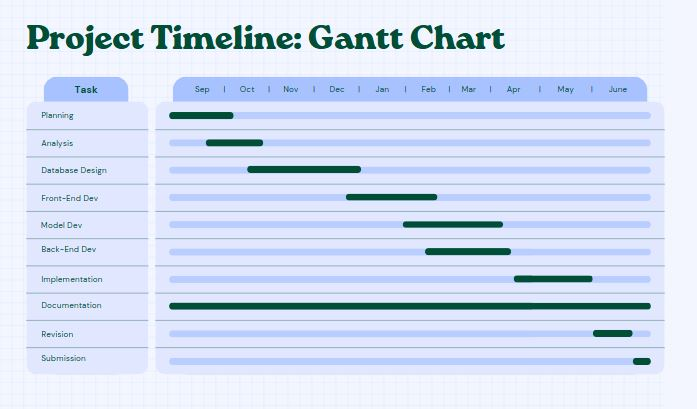 Project Timeline: Gantt Chart
Task
Sep | Oct | Nov | Dec | Jan | Feb | Mar | Apr | May | June
Planning
Analysis
Database Design
Front-End Dev
Model Dev
Back-End Dev
Implementation
Documentation
Revision
Submission